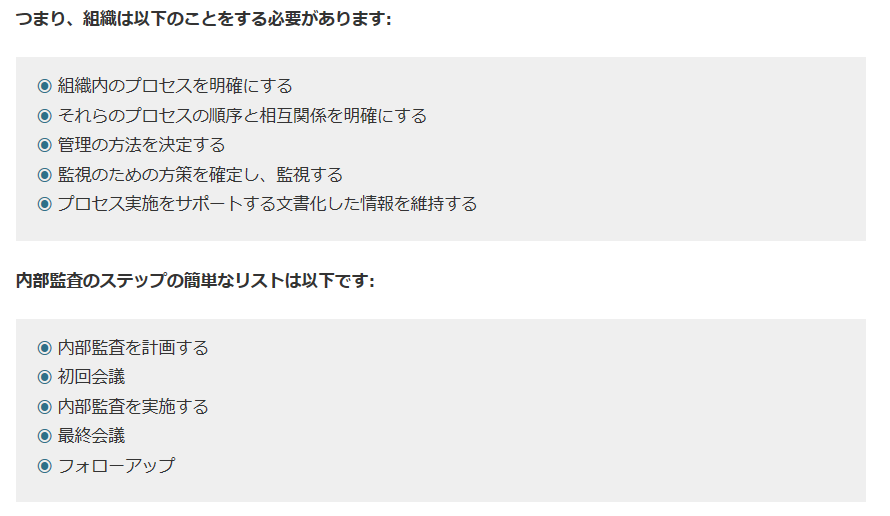 つまり、組織は以下のことをする必要があります:
◉ 組織内のプロセスを明確にする
◉ それらのプロセスの順序と相互関係を明確にする
◉ 管理の方法を決定する
◉ 監視のための方策を確定し、監視する
◉ プロセス実施をサポートする文書化した情報を維持する
内部監査のステップの簡単なリストは以下です:
◉ 内部監査を計画する
◉ 初回会議
◉ 内部監査を実施する
◉ 最終会議
◉ フォローアップ